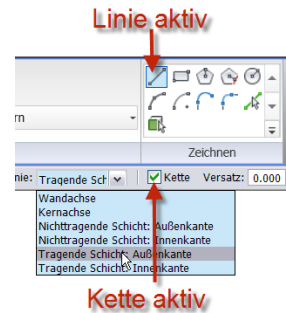 Linie aktiv
rn
Zeichnen
nie: Tragende Sch Kette Versatz: 0.000
Wandachse
Kernachse
Nichttragende Schicht: Außenkante
Nichttragende Schicht: Innenkante
Tragende Schicht: Außenkante
Tragende Schicht: Innenkante
Kette aktiv